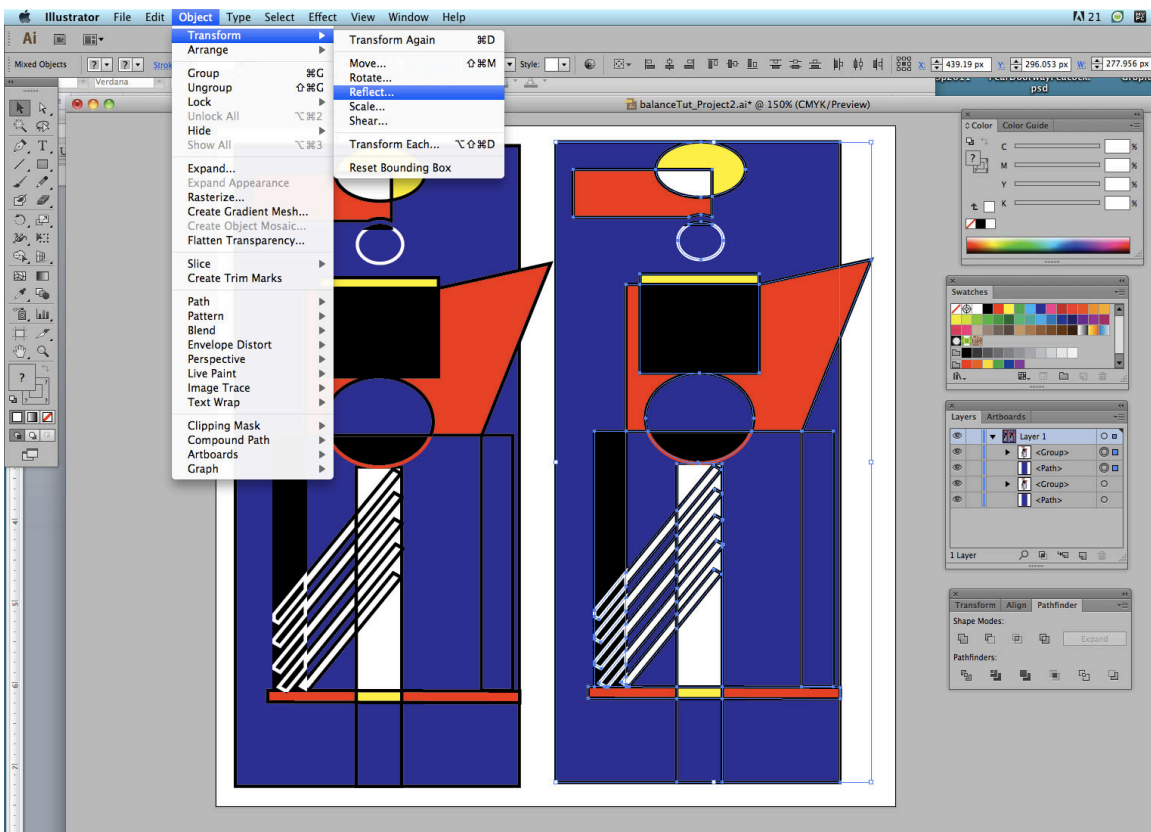 Illustrator File Edit Object Type Select Effect View Window Help
21
Ai
Mixed Objects ? ? Style: X: 439.19 px Y: 296.053 px W: 277.956 px
Verdana
psd
balanceTut_Project2.ai* @ 150% (CMYK/Preview)
Transform
Arrange
Group ⌘G
Ungroup ⇧⌘G
Lock
Unlock All ⌥⌘2
Hide
Show All ⌥⌘3
Expand...
Expand Appearance
Rasterize...
Create Gradient Mesh...
Create Object Mosaic...
Flatten Transparency...
Slice
Create Trim Marks
Path
Pattern
Blend
Envelope Distort
Perspective
Live Paint
Image Trace
Text Wrap
Clipping Mask
Compound Path
Artboards
Graph
Transform Again ⌘D
Move... ⇧⌘M
Rotate...
Reflect...
Scale...
Shear...
Transform Each... ⌥⇧⌘D
Reset Bounding Box
Color Color Guide
?
C %
M %
Y %
K %
Swatches
Layers Artboards
Layer 1
<Group>
<Path>
<Group>
<Path>
1 Layer
Transform Align Pathfinder
Shape Modes:
Expand
Pathfinders:
?